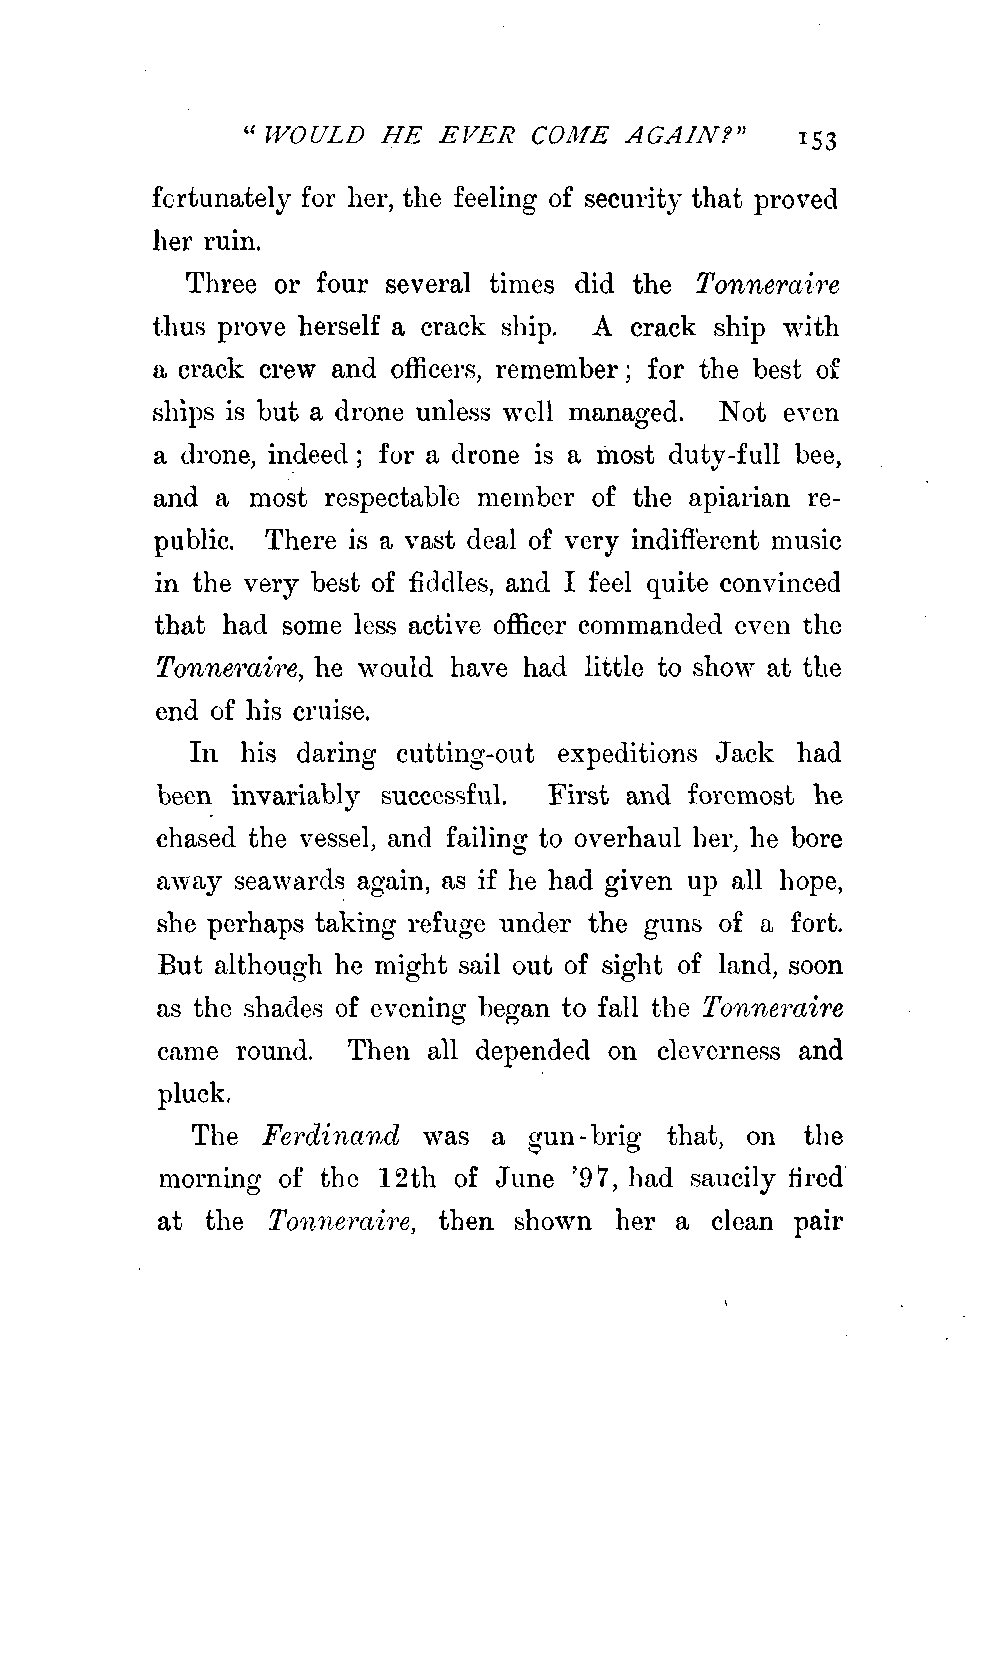 “ WOULD HE EVER COME AGAIN?” 153
fortunately for her, the feeling of security that proved
her ruin.
Three or four several times did the Tonneraire
thus prove herself a crack ship. A crack ship with
a crack crew and officers, remember; for the best of
ships is but a drone unless well managed. Not even
a drone, indeed; for a drone is a most duty-full bee,
and a most respectable member of the apiarian re-
public. There is a vast deal of very indifferent music
in the very best of fiddles, and I feel quite convinced
that had some less active officer commanded even the
Tonneraire, he would have had little to show at the
end of his cruise.
In his daring cutting-out expeditions Jack had
been invariably successful. First and foremost he
chased the vessel, and failing to overhaul her, he bore
away seawards again, as if he had given up all hope,
she perhaps taking refuge under the guns of a fort.
But although he might sail out of sight of land, soon
as the shades of evening began to fall the Tonneraire
came round. Then all depended on cleverness and
pluck.
The Ferdinand was a gun-brig that, on the
morning of the 12th of June ’97, had saucily fired
at the Tonneraire, then shown her a clean pair